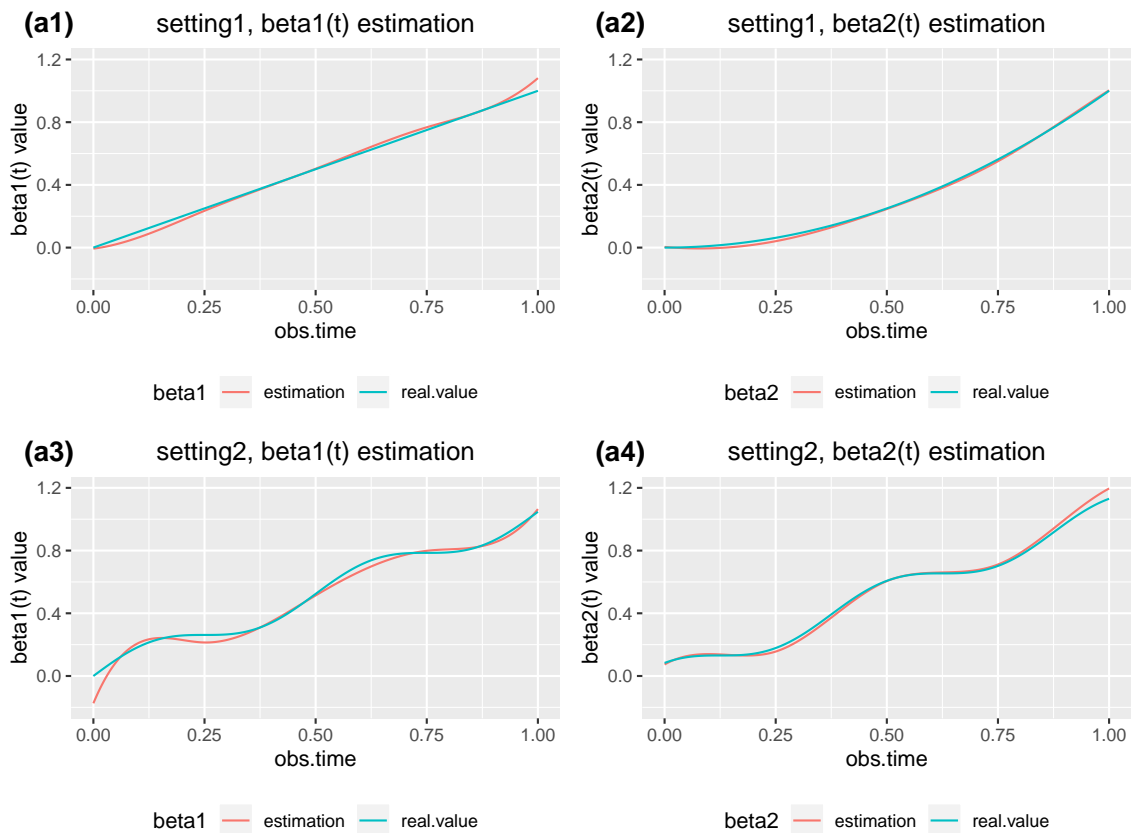 (a1) setting1, beta1(t) estimation
beta1(t) value
1.2
0.8
0.4
0.0
0.00 0.25 0.50 0.75 1.00
obs.time
beta1 estimation real.value
(a2) setting1, beta2(t) estimation
beta2(t) value
1.2
0.8
0.4
0.0
0.00 0.25 0.50 0.75 1.00
obs.time
beta2 estimation real.value
(a3) setting2, beta1(t) estimation
beta1(t) value
1.2
0.8
0.4
0.0
0.00 0.25 0.50 0.75 1.00
obs.time
beta1 estimation real.value
(a4) setting2, beta2(t) estimation
beta2(t) value
1.2
0.8
0.4
0.0
0.00 0.25 0.50 0.75 1.00
obs.time
beta2 estimation real.value